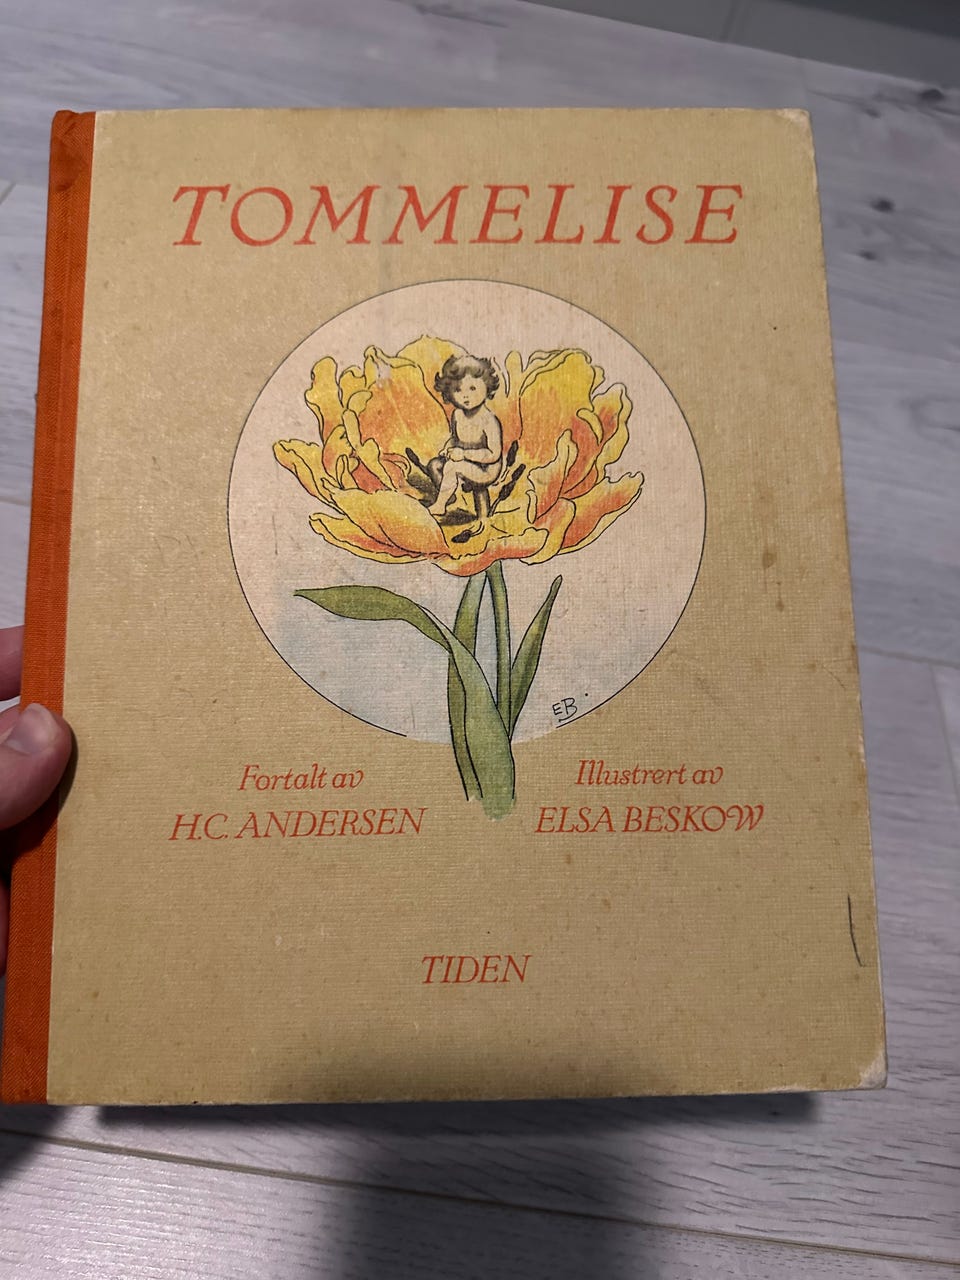 TOMMELISE
EB
Fortalt av
H.C. ANDERSEN
Illustrert av
ELSA BESKOW
TIDEN